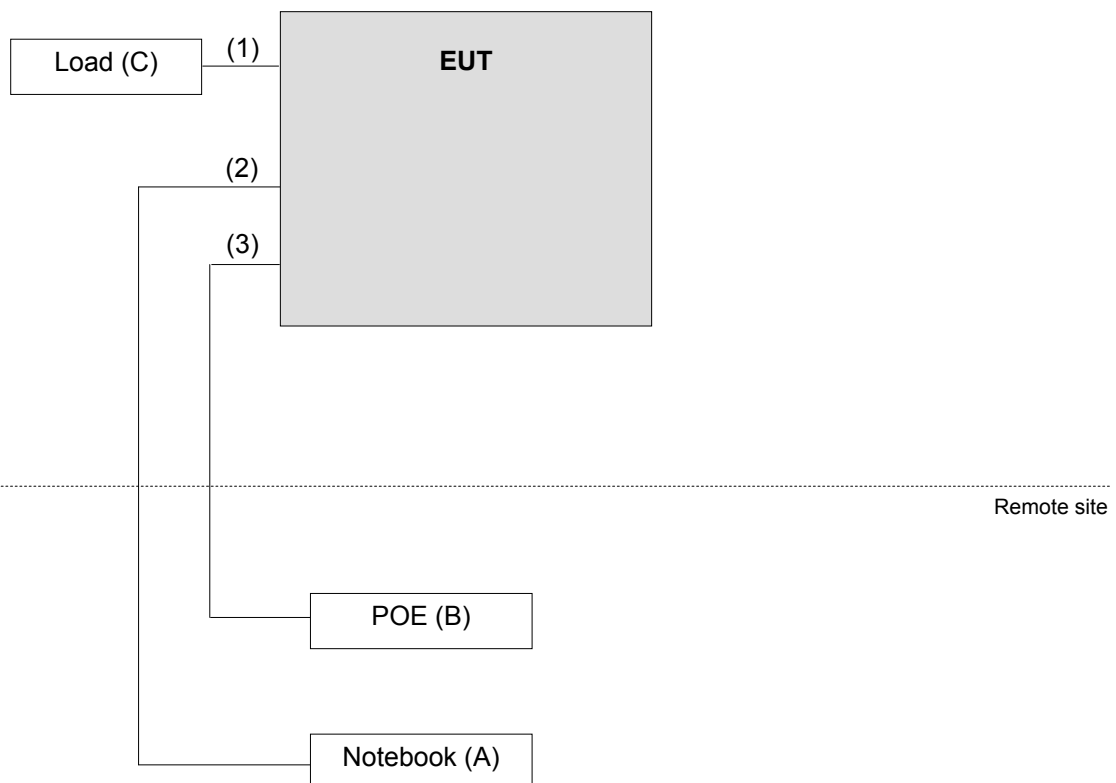 Load (C)
(1)
EUT
(2)
(3)
Remote site
POE (B)
Notebook (A)